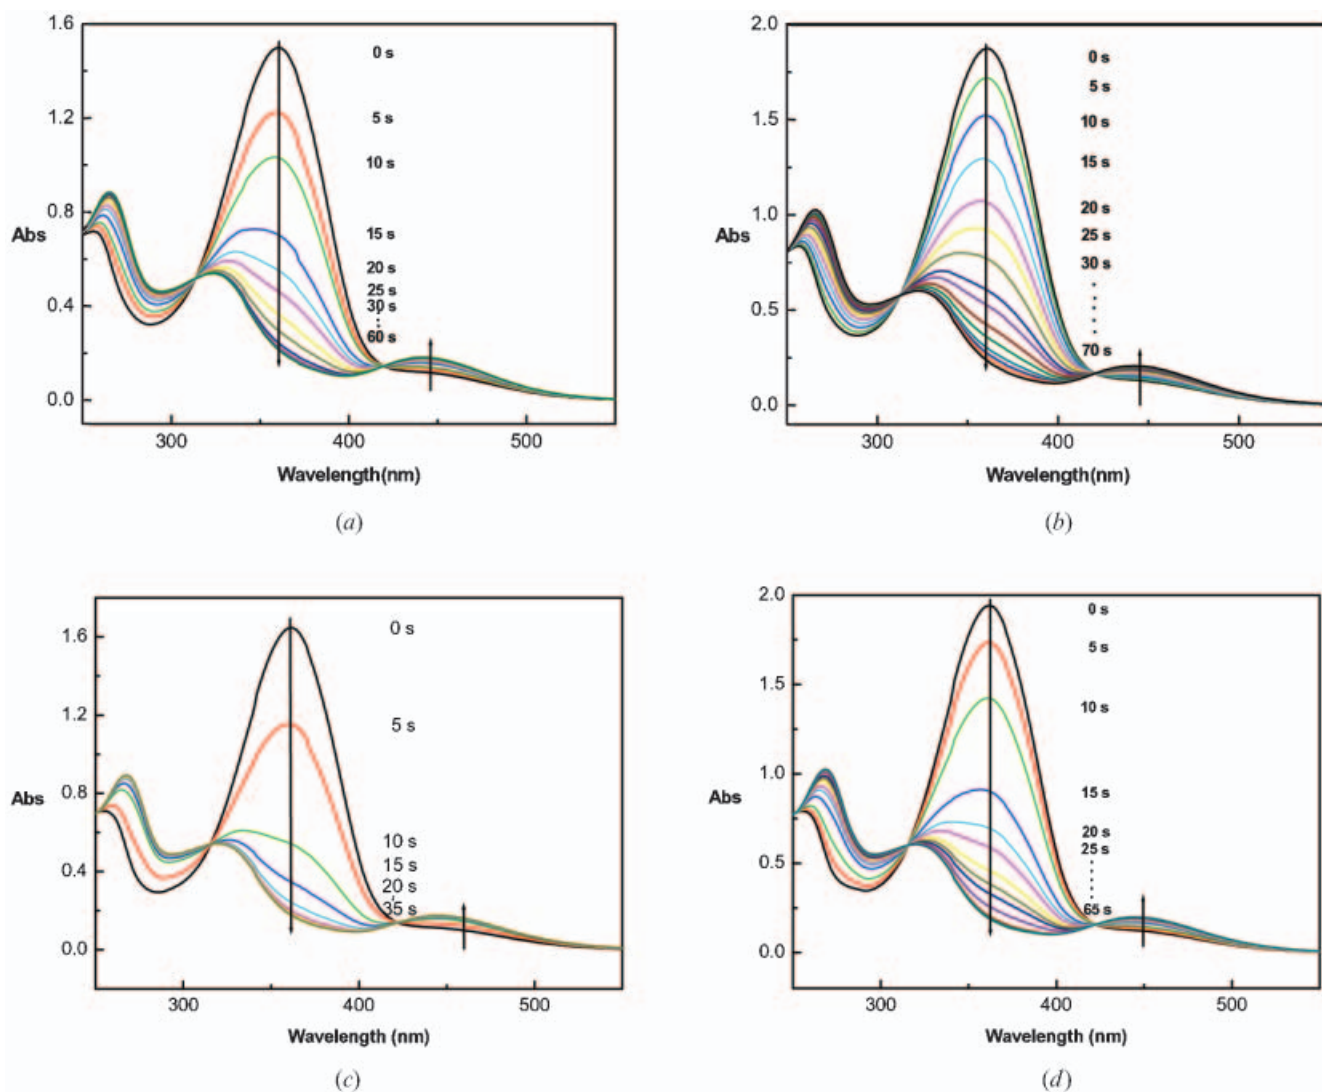 1.6
1.2
0.8
Abs
0.4
0.0
300
400
500
Wavelength(nm)
0 s
5 s
10 s
15 s
20 s
25 s
30 s
60 s
(a)
2.0
1.5
1.0
Abs
0.5
0.0
300
400
500
Wavelength(nm)
0 s
5 s
10 s
15 s
20 s
25 s
30 s
70 s
(b)
1.6
1.2
0.8
Abs
0.4
0.0
300
400
500
Wavelength (nm)
0 s
5 s
10 s
15 s
20 s
35 s
(c)
2.0
1.5
1.0
Abs
0.5
0.0
300
400
500
Wavelength (nm)
0 s
5 s
10 s
15 s
20 s
25 s
65 s
(d)